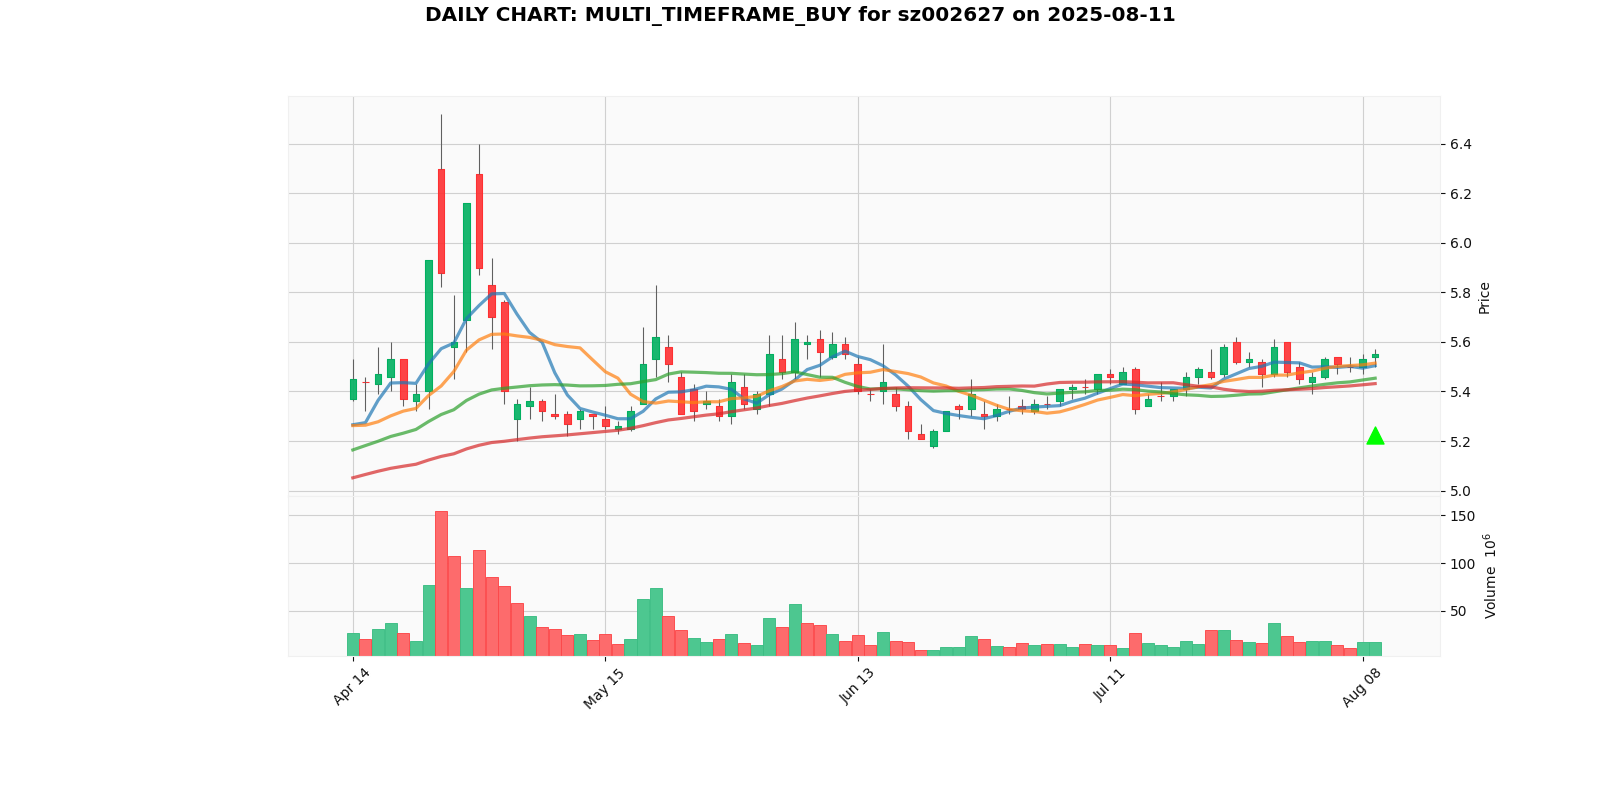 DAILY CHART: MULTI_TIMEFRAME_BUY for sz002627 on 2025-08-11
6.4
6.2
6.0
5.8
5.6
5.4
5.2
5.0
Price
150
100
50
Volume 10⁶
Apr 14
May 15
Jun 13
Jul 11
Aug 08